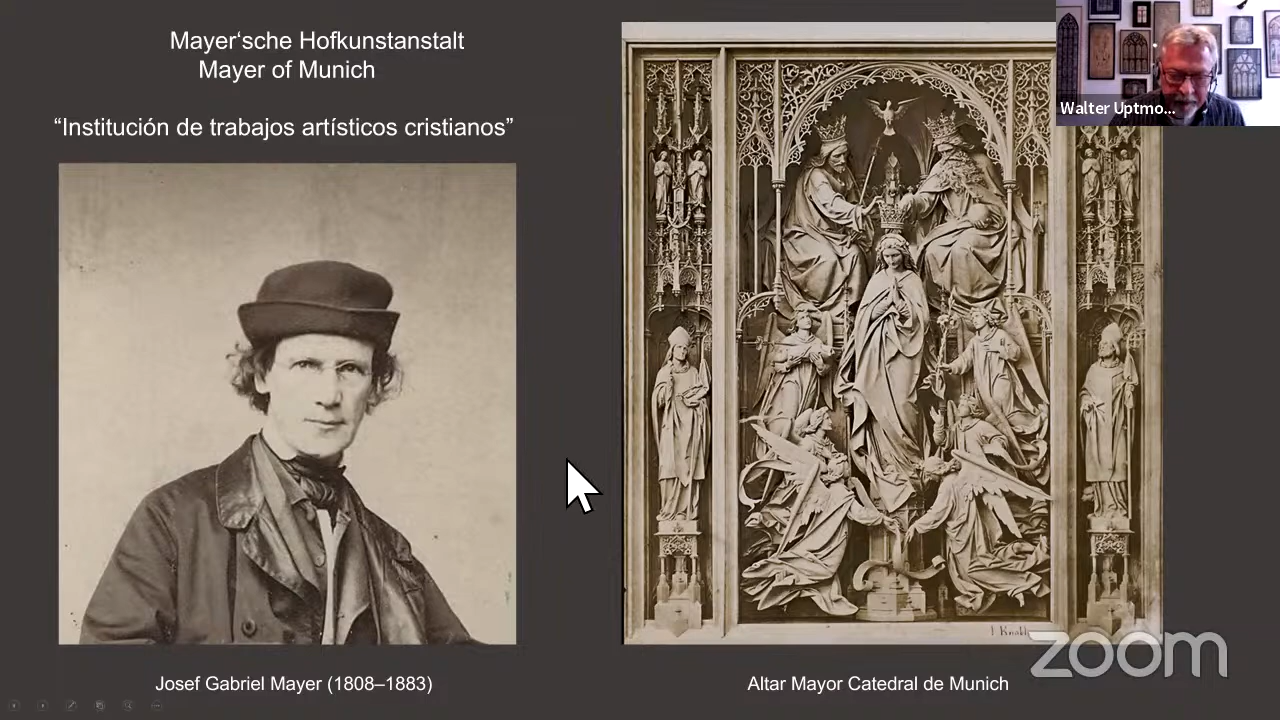 Mayer‘sche Hofkunstanstalt
Mayer of Munich
“Institución de trabajos artísticos cristianos”
Walter Uptmo...
Josef Gabriel Mayer (1808–1883)
Altar Mayor Catedral de Munich
zoom